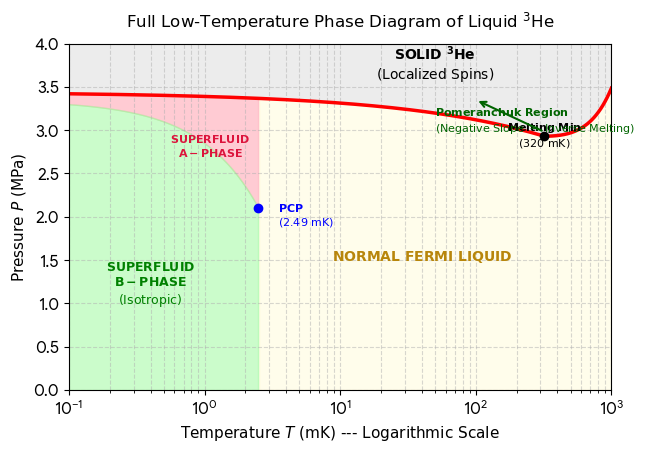 Full Low-Temperature Phase Diagram of Liquid ³He
4.0
3.5
3.0
2.5
2.0
1.5
1.0
0.5
0.0
Pressure P (MPa)
SOLID ³He
(Localized Spins)
Pomeranchuk Region
(Negative Slope: Inverse Melting)
Melting Min
(320 mK)
SUPERFLUID
A − PHASE
PCP
(2.49 mK)
NORMAL FERMI LIQUID
SUPERFLUID
B − PHASE
(Isotropic)
10⁻¹
10⁰
10¹
10²
10³
Temperature T (mK) --- Logarithmic Scale